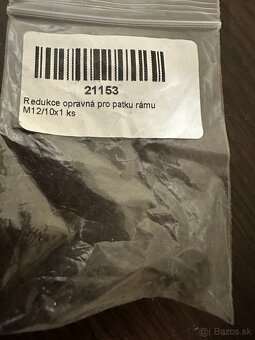 21153
Redukce opravná pro patku rámu
M12/10x1 ks
Bazos.sk